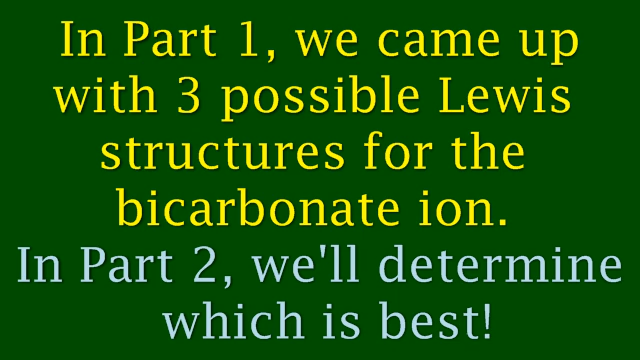 In Part 1, we came up
with 3 possible Lewis
structures for the
bicarbonate ion.
In Part 2, we'll determine
which is best!